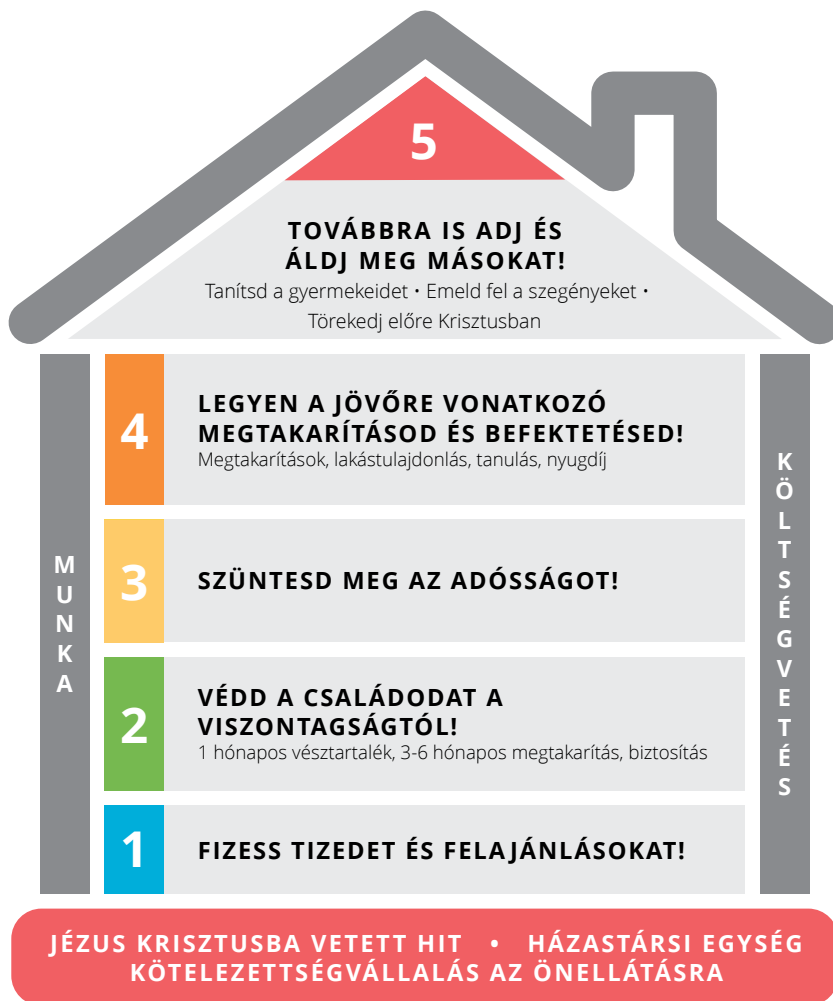 5
TOVÁBBRA IS ADJ ÉS
ÁLDJ MEG MÁSOKAT!
Tanítsd a gyermekeidet • Emeld fel a szegényeket •
Törekedj előre Krisztusban
MUNKA
4
LEGYEN A JÖVŐRE VONATKOZÓ
MEGTAKARÍTÁSOD ÉS BEFEKTETÉSED!
Megtakarítások, lakástulajdonlás, tanulás, nyugdíj
3
SZÜNTESD MEG AZ ADÓSSÁGOT!
2
VÉDD A CSALÁDODAT A
VISZONTAGSÁGTÓL!
1 hónapos vésztartalék, 3-6 hónapos megtakarítás, biztosítás
1
FIZESS TIZEDET ÉS FELAJÁNLÁSOKAT!
KÖLTSÉGVETÉS
JÉZUS KRISZTUSBA VETETT HIT • HÁZASTÁRSI EGYSÉG
KÖTELEZETTSÉGVÁLLALÁS AZ ÖNELLÁTÁSRA